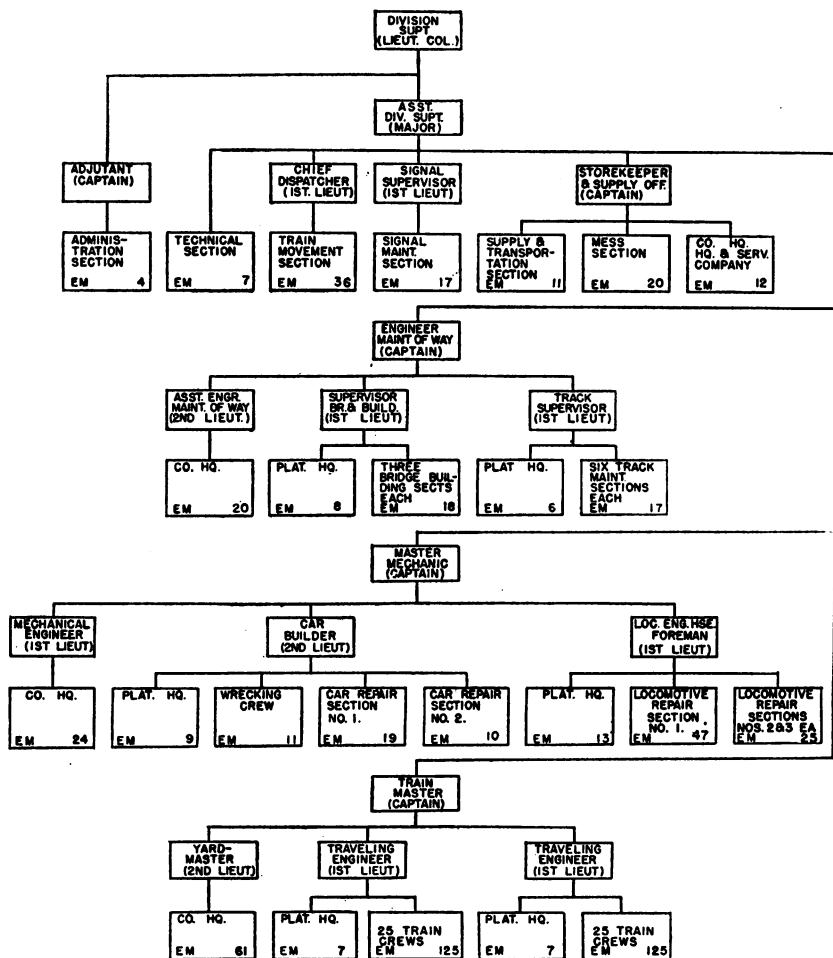 DIVISION
SUPT
(LIEUT. COL.)
ASST.
DIV. SUPT.
(MAJOR)
ADJUTANT
(CAPTAIN)
CHIEF
DISPATCHER
(1ST. LIEUT)
SIGNAL
SUPERVISOR
(1ST LIEUT)
STOREKEEPER
& SUPPLY OFF.
(CAPTAIN)
ADMINIS-
TRATION
SECTION
EM 4
TECHNICAL
SECTION
EM 7
TRAIN
MOVEMENT
SECTION
EM 36
SIGNAL
MAINT.
SECTION
EM 17
SUPPLY &
TRANSPOR-
TATION
SECTION
EM 11
MESS
SECTION
EM 20
CO. HQ.
HQ. & SERV.
COMPANY
EM 12
ENGINEER
MAINT OF WAY
(CAPTAIN)
ASST. ENGR.
MAINT. OF WAY
(2ND LIEUT.)
SUPERVISOR
BR. & BUILD.
(1ST LIEUT)
TRACK
SUPERVISOR
(1ST LIEUT)
CO. HQ.
EM 20
PLAT. HQ.
EM 8
THREE
BRIDGE BUIL-
DING SECTS
EACH
EM 18
PLAT HQ.
EM 6
SIX TRACK
MAINT.
SECTIONS
EACH
EM 17
MASTER
MECHANIC
(CAPTAIN)
MECHANICAL
ENGINEER
(1ST LIEUT)
CAR
BUILDER
(2ND LIEUT)
LOC. ENG. HSE.
FOREMAN
(1ST LIEUT)
CO. HQ.
EM 24
PLAT. HQ.
EM 9
WRECKING
CREW
EM 11
CAR REPAIR
SECTION
NO. 1.
EM 19
CAR REPAIR
SECTION
NO. 2.
EM 10
PLAT. HQ.
EM 13
LOCOMOTIVE
REPAIR
SECTION
NO. 1.
EM 47
LOCOMOTIVE
REPAIR
SECTIONS
NOS. 2&3 EA
EM 25
TRAIN
MASTER
(CAPTAIN)
YARD-
MASTER
(2ND LIEUT)
TRAVELING
ENGINEER
(1ST LIEUT)
TRAVELING
ENGINEER
(1ST LIEUT)
CO. HQ.
EM 61
PLAT. HQ.
EM 7
25 TRAIN
CREWS
EM 125
PLAT. HQ.
EM 7
25 TRAIN
CREWS
EM 125